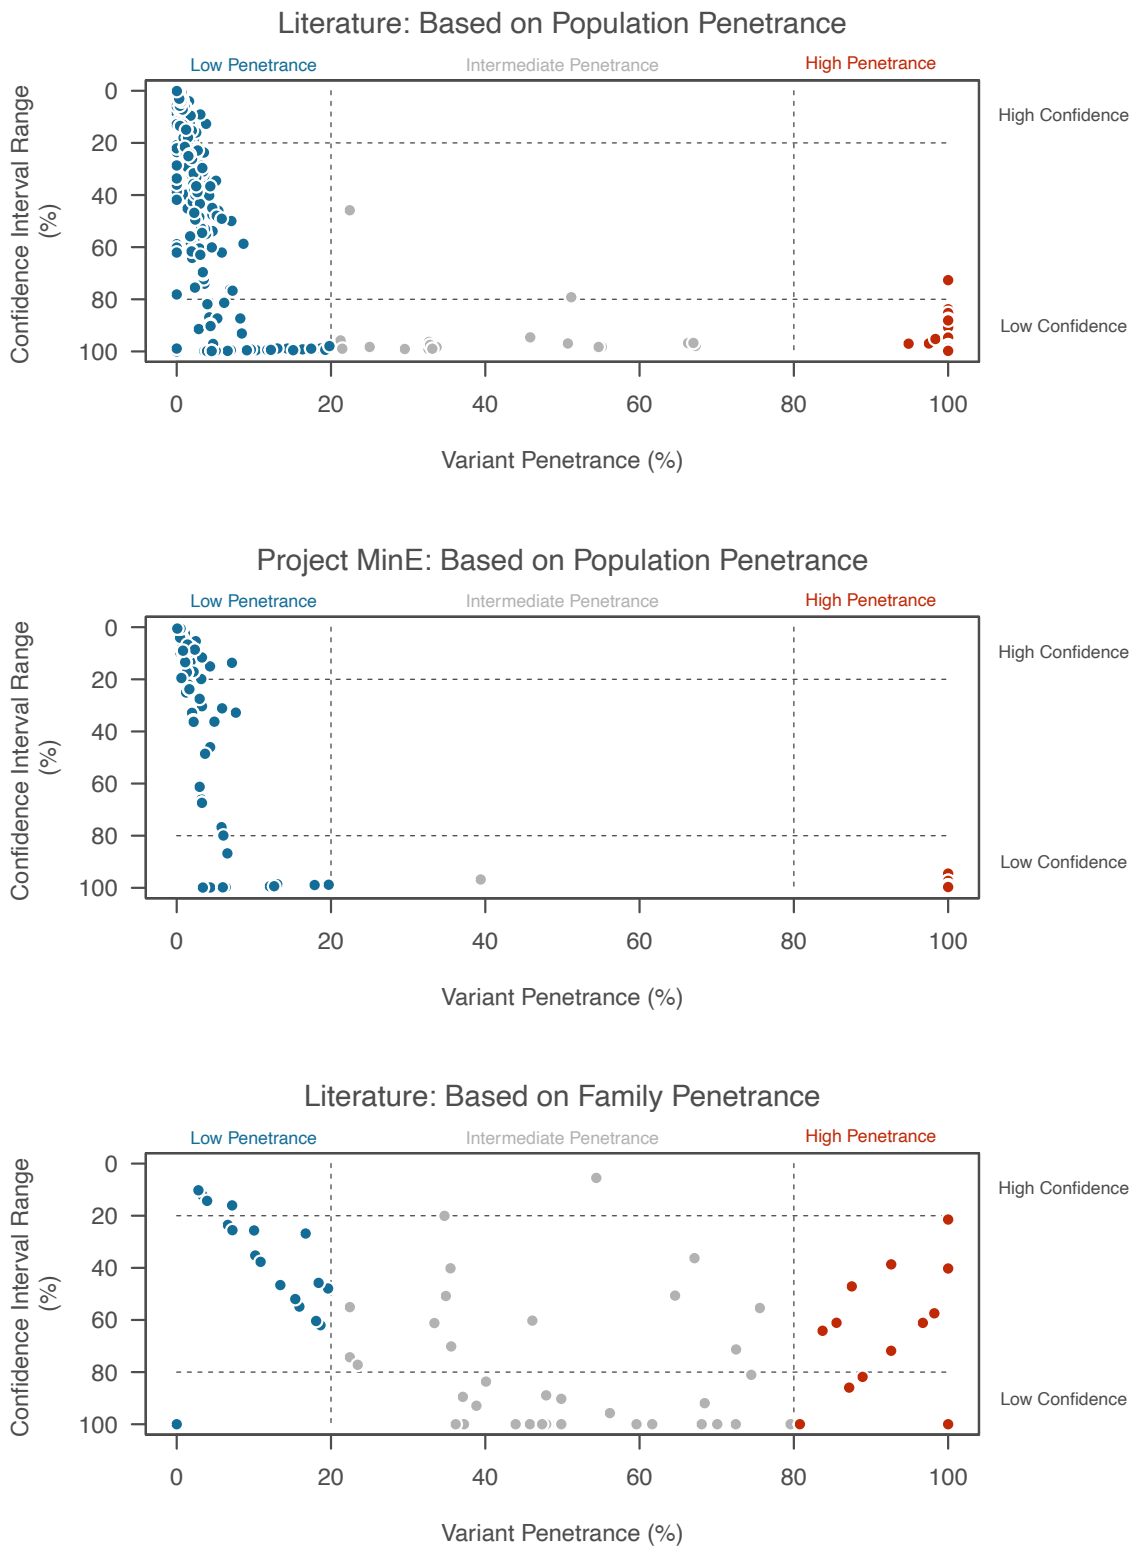 Literature: Based on Population Penetrance
Low Penetrance
Intermediate Penetrance
High Penetrance
Confidence Interval Range
(%)
0
20
40
60
80
100
High Confidence
Low Confidence
0
20
40
60
80
100
Variant Penetrance (%)
Project MinE: Based on Population Penetrance
Low Penetrance
Intermediate Penetrance
High Penetrance
Confidence Interval Range
(%)
0
20
40
60
80
100
High Confidence
Low Confidence
0
20
40
60
80
100
Variant Penetrance (%)
Literature: Based on Family Penetrance
Low Penetrance
Intermediate Penetrance
High Penetrance
Confidence Interval Range
(%)
0
20
40
60
80
100
High Confidence
Low Confidence
0
20
40
60
80
100
Variant Penetrance (%)